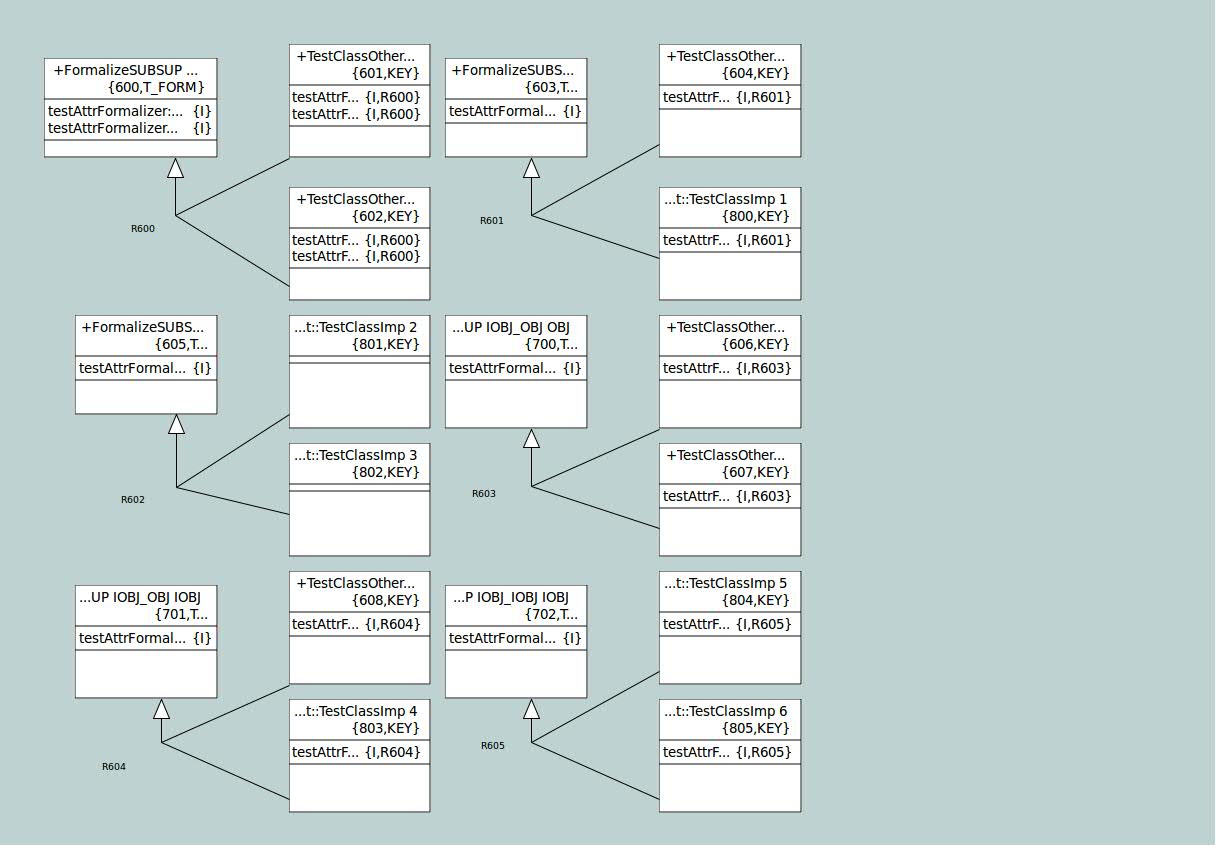 +FormalizeSUBSUP ...
{600,T_FORM}
testAttrFormalizer:... {I}
testAttrFormalizer... {I}
+TestClassOther...
{601,KEY}
testAttrF... {I,R600}
testAttrF... {I,R600}
+FormalizeSUBS...
{603,T...
testAttrFormal... {I}
+TestClassOther...
{604,KEY}
testAttrF... {I,R601}
R600
+TestClassOther...
{602,KEY}
testAttrF... {I,R600}
testAttrF... {I,R600}
R601
...t::TestClassImp 1
{800,KEY}
testAttrF... {I,R601}
+FormalizeSUBS...
{605,T...
testAttrFormal... {I}
...t::TestClassImp 2
{801,KEY}
...UP IOBJ_OBJ OBJ
{700,T...
testAttrFormal... {I}
+TestClassOther...
{606,KEY}
testAttrF... {I,R603}
R602
...t::TestClassImp 3
{802,KEY}
R603
+TestClassOther...
{607,KEY}
testAttrF... {I,R603}
...UP IOBJ_OBJ IOBJ
{701,T...
testAttrFormal... {I}
+TestClassOther...
{608,KEY}
testAttrF... {I,R604}
...P IOBJ_IOBJ IOBJ
{702,T...
testAttrFormal... {I}
...t::TestClassImp 5
{804,KEY}
testAttrF... {I,R605}
R604
...t::TestClassImp 4
{803,KEY}
testAttrF... {I,R604}
R605
...t::TestClassImp 6
{805,KEY}
testAttrF... {I,R605}